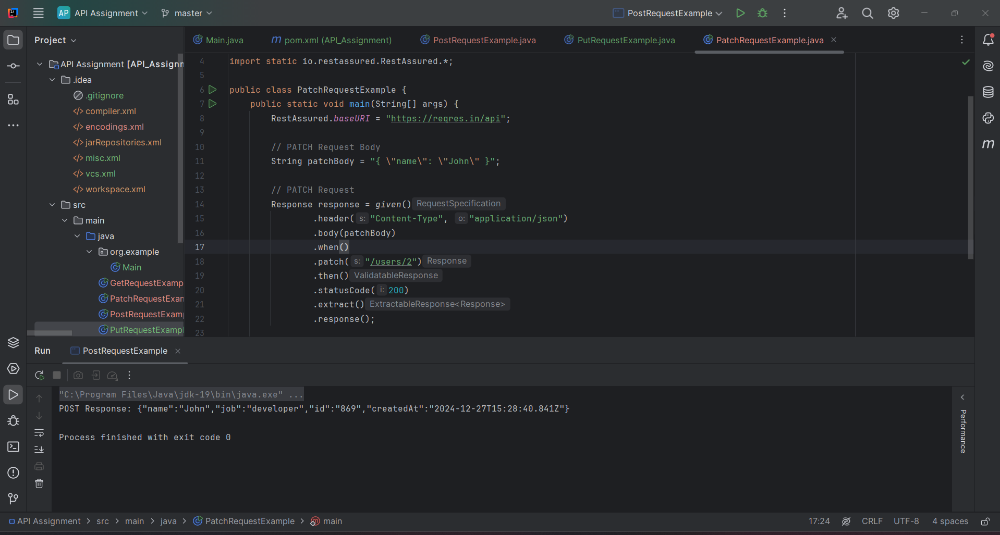 AP API Assignment master PostRequestExample
Project
Main.java pom.xml (API_Assignment) PostRequestExample.java PutRequestExample.java PatchRequestExample.java
API Assignment [API_Assignm
.idea
.gitignore
compiler.xml
encodings.xml
jarRepositories.xml
misc.xml
vcs.xml
workspace.xml
src
main
java
org.example
Main
GetRequestExamp
PatchRequestExam
PostRequestExamp
PutRequestExampl
4 import static io.restassured.RestAssured.*;
5
6 public class PatchRequestExample {
7 public static void main(String[] args) {
8 RestAssured.baseURI = "https://reqres.in/api";
9
10 // PATCH Request Body
11 String patchBody = "{ \"name\": \"John\" }";
12
13 // PATCH Request
14 Response response = given() RequestSpecification
15 .header( s: "Content-Type", o: "application/json")
16 .body(patchBody)
17 .when()
18 .patch( s: "/users/2") Response
19 .then() ValidatableResponse
20 .statusCode( i: 200)
21 .extract() ExtractableResponse<Response>
22 .response();
23
Run PostRequestExample
"C:\Program Files\Java\jdk-19\bin\java.exe" ...
POST Response: {"name":"John","job":"developer","id":"869","createdAt":"2024-12-27T15:28:40.841Z"}
Process finished with exit code 0
Performance
API Assignment > src > main > java > PatchRequestExample > main 17:24 CRLF UTF-8 4 spaces